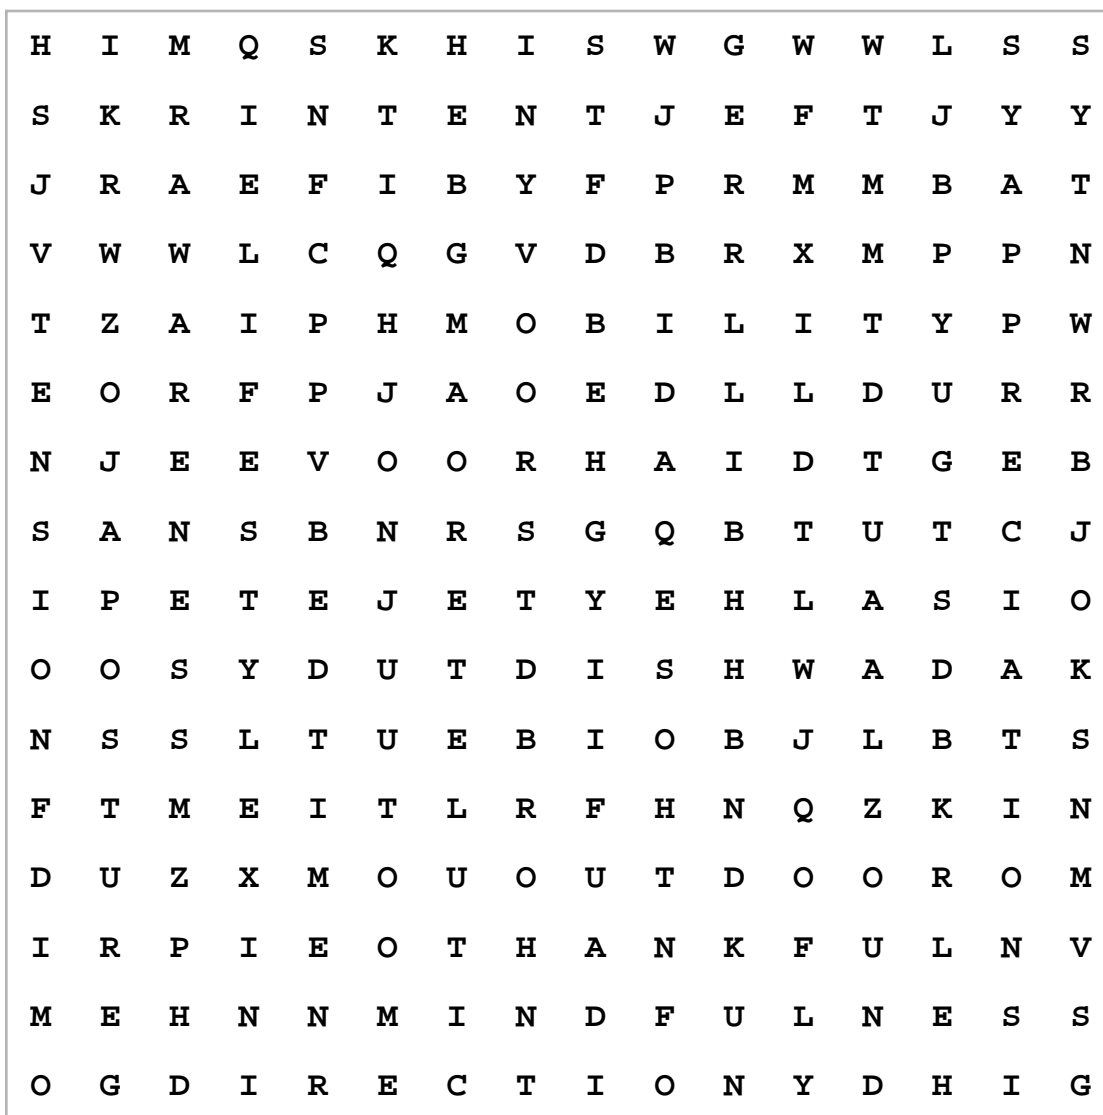 H I M Q S K H I S W G W W L S S
S K R I N T E N T J E F T J Y Y
J R A E F I B Y F P R M M B A T
V W W L C Q G V D B R X M P P N
T Z A I P H M O B I L I T Y P W
E O R F P J A O E D L L D U R R
N J E E V O O R H A I D T G E B
S A N S B N R S G Q B T U T C J
I P E T E J E T Y E H L A S I O
O O S Y D U T D I S H W A D A K
N S S L T U E B I O B J L B T S
F T M E I T L R F H N Q Z K I N
D U Z X M O U O U T D O O R O M
I R P I E O T H A N K F U L N V
M E H N N M I N D F U L N E S S
O G D I R E C T I O N Y D H I G